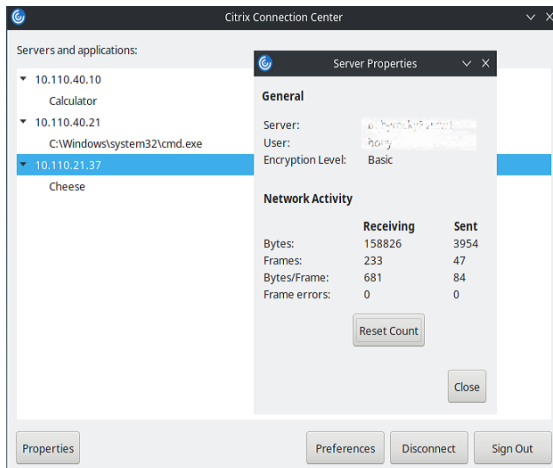 Citrix Connection Center
Servers and applications:
10.110.40.10
Calculator
10.110.40.21
C:\Windows\system32\cmd.exe
10.110.21.37
Cheese
Server Properties
General
Server:
User:
Encryption Level: Basic
Network Activity
Receiving Sent
Bytes: 158826 3954
Frames: 233 47
Bytes/Frame: 681 84
Frame errors: 0 0
Reset Count
Close
Properties Preferences Disconnect Sign Out